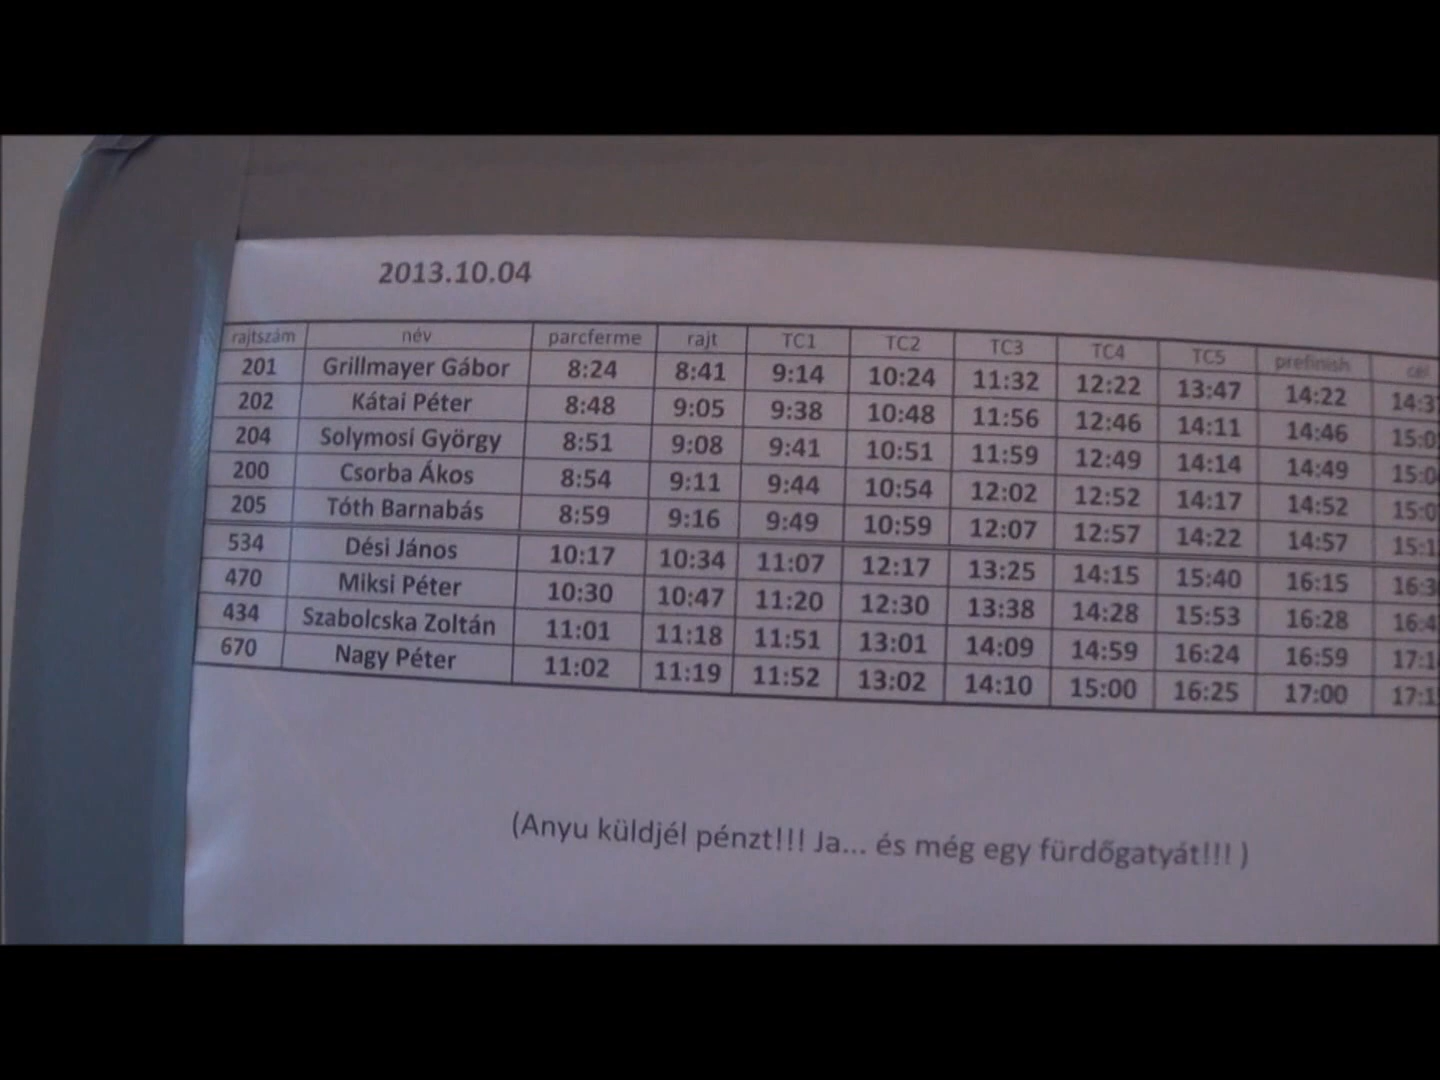 2013.10.04
rajtszám név parcferme rajt TC1 TC2 TC3 TC4 TC5 prefinish cél
201 Grillmayer Gábor 8:24 8:41 9:14 10:24 11:32 12:22 13:47 14:22 14:3
202 Kátai Péter 8:48 9:05 9:38 10:48 11:56 12:46 14:11 14:46 15:0
204 Solymosi György 8:51 9:08 9:41 10:51 11:59 12:49 14:14 14:49 15:0
200 Csorba Ákos 8:54 9:11 9:44 10:54 12:02 12:52 14:17 14:52 15:0
205 Tóth Barnabás 8:59 9:16 9:49 10:59 12:07 12:57 14:22 14:57 15:1
534 Dési János 10:17 10:34 11:07 12:17 13:25 14:15 15:40 16:15 16:3
470 Miksi Péter 10:30 10:47 11:20 12:30 13:38 14:28 15:53 16:28 16:4
434 Szabolcska Zoltán 11:01 11:18 11:51 13:01 14:09 14:59 16:24 16:59 17:1
670 Nagy Péter 11:02 11:19 11:52 13:02 14:10 15:00 16:25 17:00 17:1
(Anyu küldjél pénzt!!! Ja... és még egy fürdőgatyát!!! )